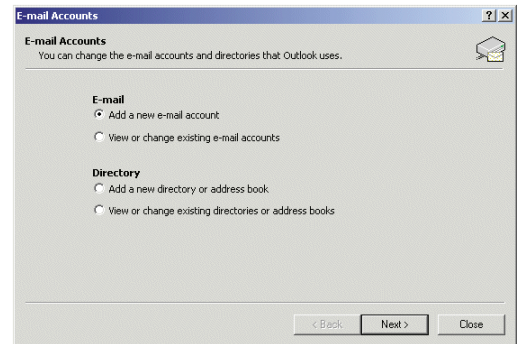 E-mail Accounts
E-mail Accounts
You can change the e-mail accounts and directories that Outlook uses.
E-mail
Add a new e-mail account
View or change existing e-mail accounts
Directory
Add a new directory or address book
View or change existing directories or address books
< Back
Next >
Close